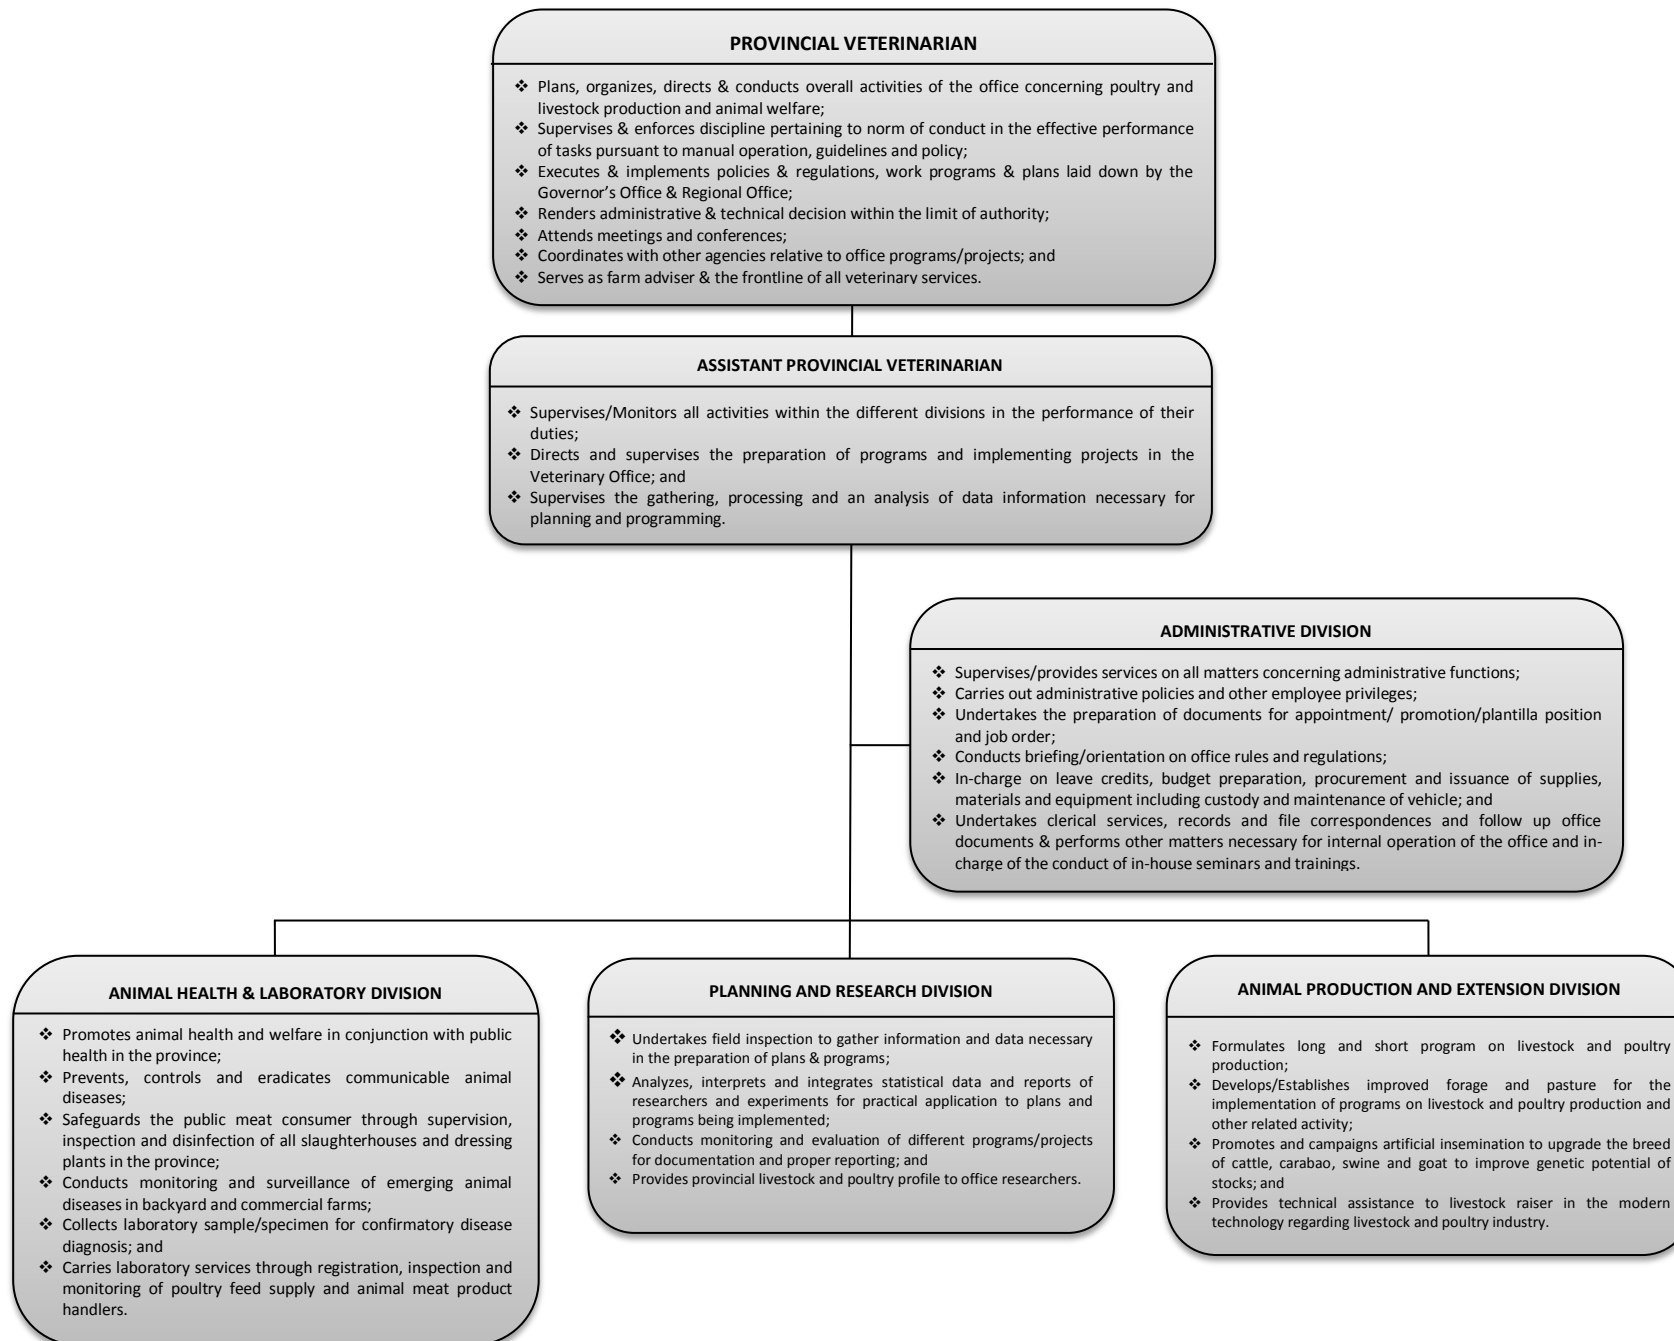 PROVINCIAL VETERINARIAN
❖ Plans, organizes, directs & conducts overall activities of the office concerning poultry and
livestock production and animal welfare;
❖ Supervises & enforces discipline pertaining to norm of conduct in the effective performance
of tasks pursuant to manual operation, guidelines and policy;
❖ Executes & implements policies & regulations, work programs & plans laid down by the
Governor’s Office & Regional Office;
❖ Renders administrative & technical decision within the limit of authority;
❖ Attends meetings and conferences;
❖ Coordinates with other agencies relative to office programs/projects; and
❖ Serves as farm adviser & the frontline of all veterinary services.
ASSISTANT PROVINCIAL VETERINARIAN
❖ Supervises/Monitors all activities within the different divisions in the performance of their
duties;
❖ Directs and supervises the preparation of programs and implementing projects in the
Veterinary Office; and
❖ Supervises the gathering, processing and an analysis of data information necessary for
planning and programming.
ADMINISTRATIVE DIVISION
❖ Supervises/provides services on all matters concerning administrative functions;
❖ Carries out administrative policies and other employee privileges;
❖ Undertakes the preparation of documents for appointment/ promotion/plantilla position
and job order;
❖ Conducts briefing/orientation on office rules and regulations;
❖ In-charge on leave credits, budget preparation, procurement and issuance of supplies,
materials and equipment including custody and maintenance of vehicle; and
❖ Undertakes clerical services, records and file correspondences and follow up office
documents & performs other matters necessary for internal operation of the office and in-
charge of the conduct of in-house seminars and trainings.
ANIMAL HEALTH & LABORATORY DIVISION
❖ Promotes animal health and welfare in conjunction with public
health in the province;
❖ Prevents, controls and eradicates communicable animal
diseases;
❖ Safeguards the public meat consumer through supervision,
inspection and disinfection of all slaughterhouses and dressing
plants in the province;
❖ Conducts monitoring and surveillance of emerging animal
diseases in backyard and commercial farms;
❖ Collects laboratory sample/specimen for confirmatory disease
diagnosis; and
❖ Carries laboratory services through registration, inspection and
monitoring of poultry feed supply and animal meat product
handlers.
PLANNING AND RESEARCH DIVISION
❖ Undertakes field inspection to gather information and data necessary
in the preparation of plans & programs;
❖ Analyzes, interprets and integrates statistical data and reports of
researchers and experiments for practical application to plans and
programs being implemented;
❖ Conducts monitoring and evaluation of different programs/projects
for documentation and proper reporting; and
❖ Provides provincial livestock and poultry profile to office researchers.
ANIMAL PRODUCTION AND EXTENSION DIVISION
❖ Formulates long and short program on livestock and poultry
production;
❖ Develops/Establishes improved forage and pasture for the
implementation of programs on livestock and poultry production and
other related activity;
❖ Promotes and campaigns artificial insemination to upgrade the breed
of cattle, carabao, swine and goat to improve genetic potential of
stocks; and
❖ Provides technical assistance to livestock raiser in the modern
technology regarding livestock and poultry industry.